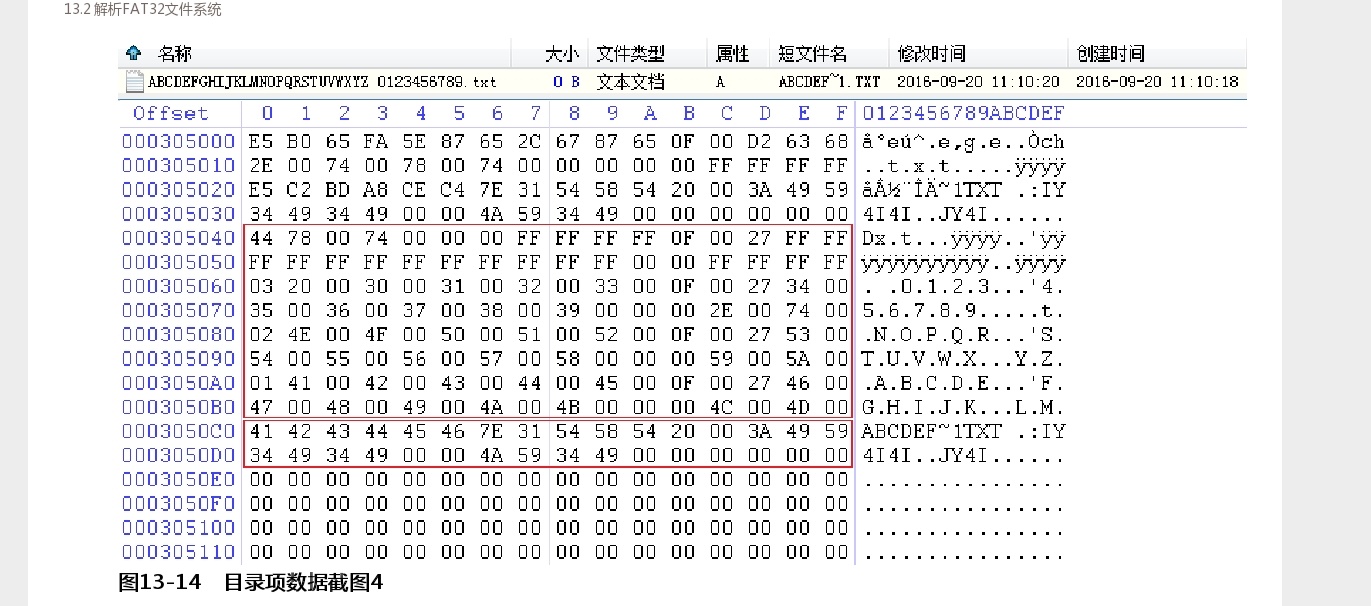 13.2 解析FAT32文件系统
名称 大小 文件类型 属性 短文件名 修改时间 创建时间
ABCDEFGHIJKLMNOPQRSTUVWXYZ 0123456789.txt 0 B 文本文档 A ABCDEF~1.TXT 2016-09-20 11:10:20 2016-09-20 11:10:18
Offset 0 1 2 3 4 5 6 7 8 9 A B C D E F 0123456789ABCDEF
000305000 E5 B0 65 FA 5E 87 65 2C 67 87 65 0F 00 D2 63 68 å°eú^.e,g.e..Òch
000305010 2E 00 74 00 78 00 74 00 00 00 00 00 FF FF FF FF ..t.x.t.....ÿÿÿÿ
000305020 E5 C2 BD A8 CE C4 7E 31 54 58 54 20 00 3A 49 59 åÂ½¨ÎÄ~1TXT .:IY
000305030 34 49 34 49 00 00 4A 59 34 49 00 00 00 00 00 00 4I4I..JY4I......
000305040 44 78 00 74 00 00 00 FF FF FF FF 0F 00 27 FF FF Dx.t...ÿÿÿÿ..'ÿÿ
000305050 FF FF FF FF FF FF FF FF FF FF 00 00 FF FF FF FF ÿÿÿÿÿÿÿÿÿÿ..ÿÿÿÿ
000305060 03 20 00 30 00 31 00 32 00 33 00 0F 00 27 34 00 . .0.1.2.3...'4.
000305070 35 00 36 00 37 00 38 00 39 00 00 00 2E 00 74 00 5.6.7.8.9.....t.
000305080 02 4E 00 4F 00 50 00 51 00 52 00 0F 00 27 53 00 .N.O.P.Q.R...'S.
000305090 54 00 55 00 56 00 57 00 58 00 00 00 59 00 5A 00 T.U.V.W.X...Y.Z.
0003050A0 01 41 00 42 00 43 00 44 00 45 00 0F 00 27 46 00 .A.B.C.D.E...'F.
0003050B0 47 00 48 00 49 00 4A 00 4B 00 00 00 4C 00 4D 00 G.H.I.J.K...L.M.
0003050C0 41 42 43 44 45 46 7E 31 54 58 54 20 00 3A 49 59 ABCDEF~1TXT .:IY
0003050D0 34 49 34 49 00 00 4A 59 34 49 00 00 00 00 00 00 4I4I..JY4I......
0003050E0 00 00 00 00 00 00 00 00 00 00 00 00 00 00 00 00 ................
0003050F0 00 00 00 00 00 00 00 00 00 00 00 00 00 00 00 00 ................
000305100 00 00 00 00 00 00 00 00 00 00 00 00 00 00 00 00 ................
000305110 00 00 00 00 00 00 00 00 00 00 00 00 00 00 00 00 ................
图13-14 目录项数据截图4